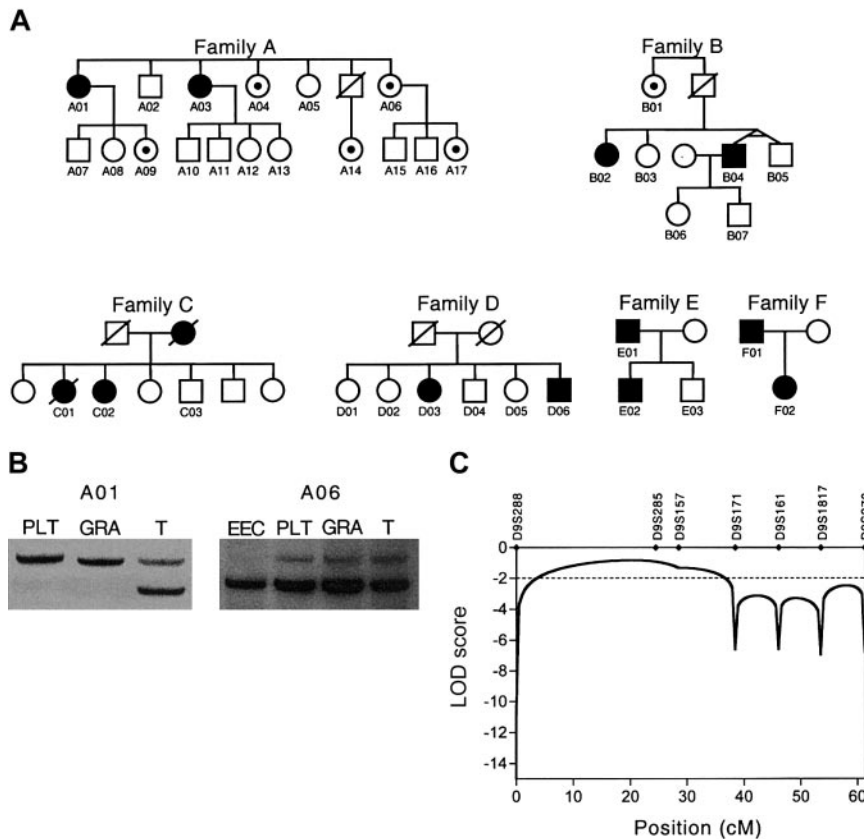 A
Family A
Family B
A01 A02 A03 A04 A05 A06
B01
A07 A08 A09 A10 A11 A12 A13 A14 A15 A16 A17
B02 B03 B04 B05
B06 B07
Family C
Family D
Family E
Family F
E01
F01
C01 C02 C03
D01 D02 D03 D04 D05 D06
E02 E03
F02
B
A01
A06
PLT GRA T
EEC PLT GRA T
C
D9S288
D9S285
D9S157
D9S171
D9S161
D9S1817
0
-2
-4
-6
-8
-10
-12
-14
LOD score
0 10 20 30 40 50 60
Position (cM)